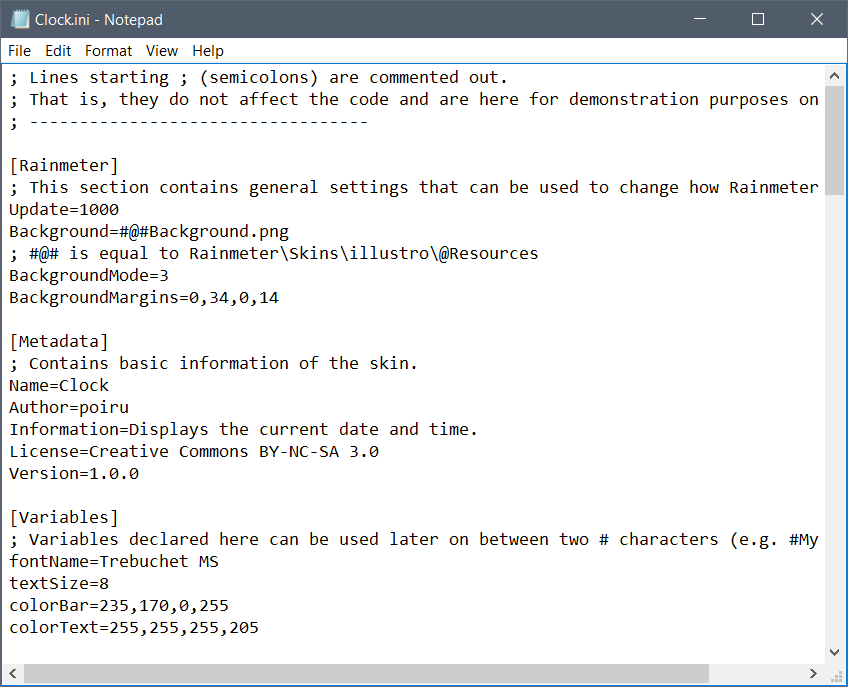 Clock.ini - Notepad
File Edit Format View Help
; Lines starting ; (semicolons) are commented out.
; That is, they do not affect the code and are here for demonstration purposes on
; ----------------------------------
[Rainmeter]
; This section contains general settings that can be used to change how Rainmeter
Update=1000
Background=#@#Background.png
; #@# is equal to Rainmeter\Skins\illustro\@Resources
BackgroundMode=3
BackgroundMargins=0,34,0,14
[Metadata]
; Contains basic information of the skin.
Name=Clock
Author=poiru
Information=Displays the current date and time.
License=Creative Commons BY-NC-SA 3.0
Version=1.0.0
[Variables]
; Variables declared here can be used later on between two # characters (e.g. #My
fontName=Trebuchet MS
textSize=8
colorBar=235,170,0,255
colorText=255,255,255,205